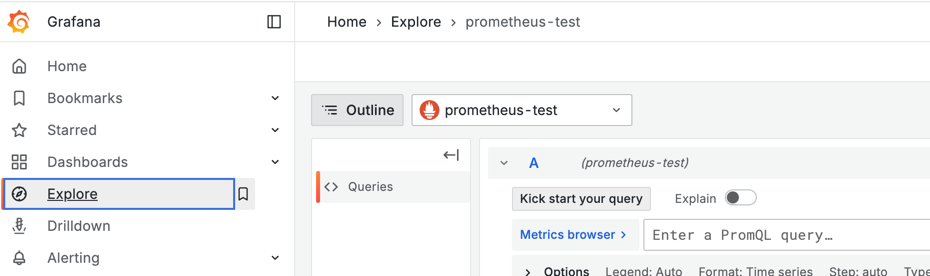 Grafana
Home > Explore > prometheus-test
Home
Bookmarks
Starred
Dashboards
Explore
Drilldown
Alerting
Outline
prometheus-test
Queries
A (prometheus-test)
Kick start your query Explain
Metrics browser > Enter a PromQL query…
> Options Legend: Auto Format: Time series Step: auto Type